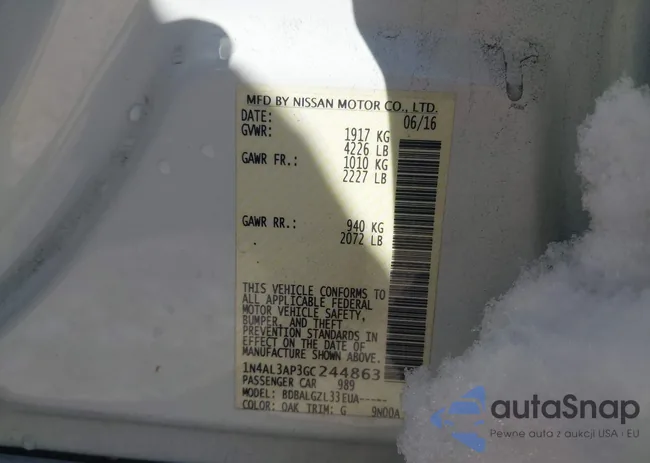 MFD BY NISSAN MOTOR CO., LTD.
DATE: 06/16
GVWR: 1917 KG
4226 LB
GAWR FR.: 1010 KG
2227 LB
GAWR RR.: 940 KG
2072 LB
THIS VEHICLE CONFORMS TO
ALL APPLICABLE FEDERAL
MOTOR VEHICLE SAFETY,
BUMPER, AND THEFT
PREVENTION STANDARDS IN
EFFECT ON THE DATE OF
MANUFACTURE SHOWN ABOVE.
1N4AL3AP3GC244863
PASSENGER CAR 989
MODEL: BDBALGZL33EUA-----
COLOR: QAK TRIM: G 9N00A
autoSnap
Pewne auto z aukcji USA i EU